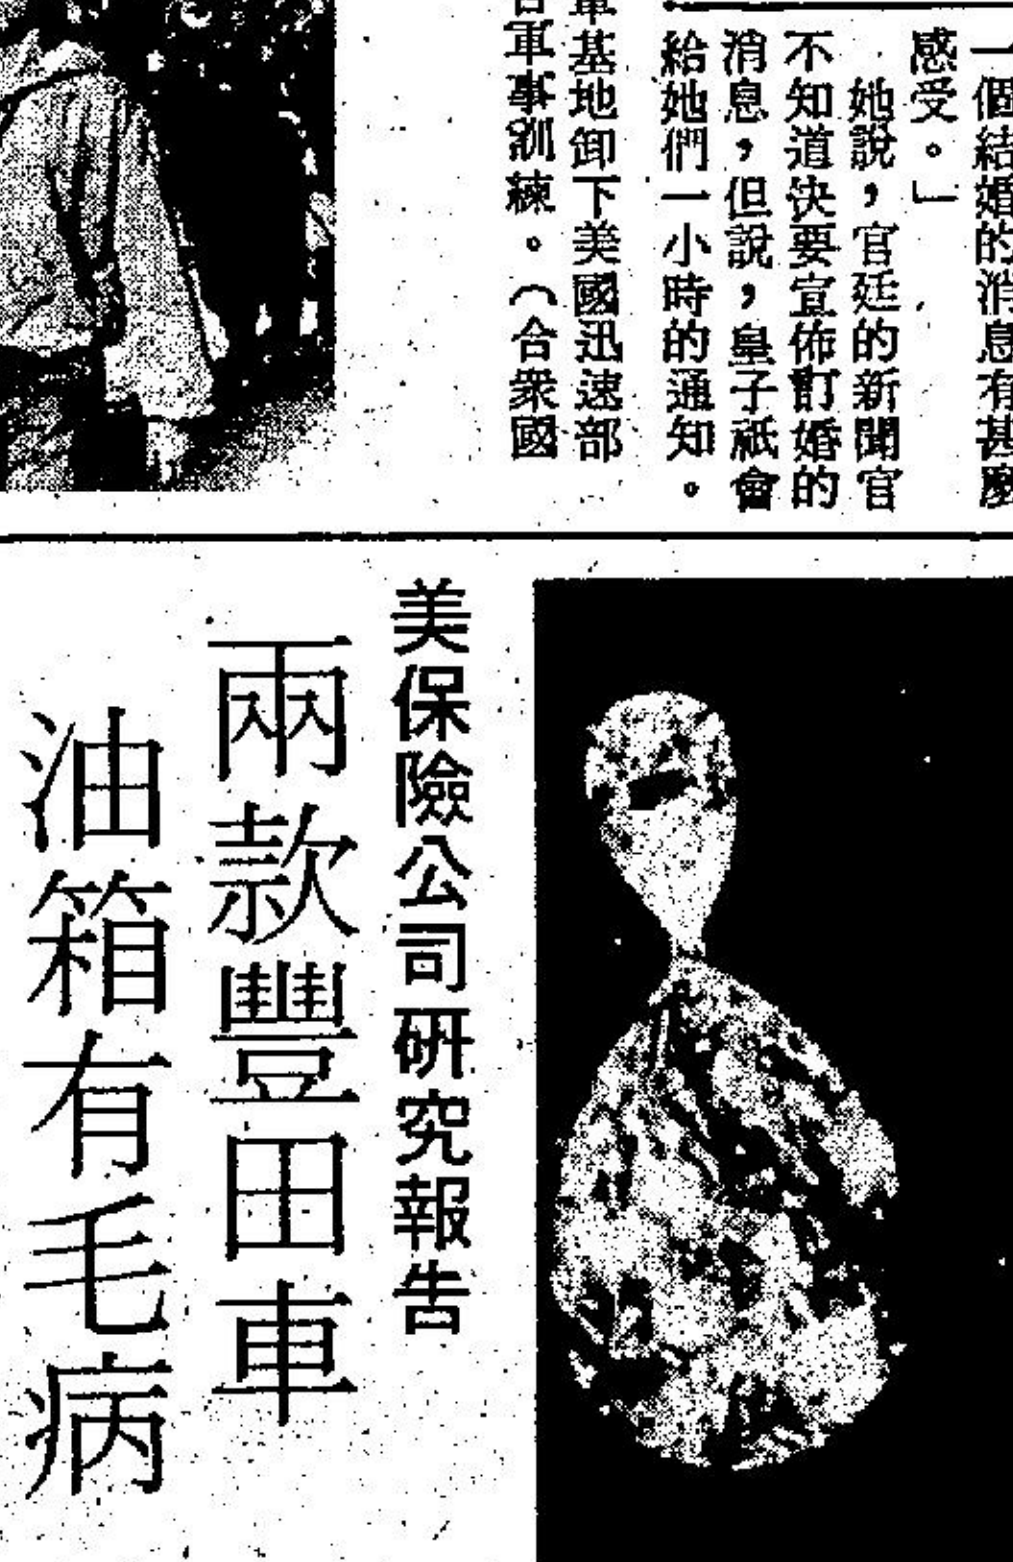 一個結婚的消息有甚麼
感受。」
她說，官廷的新聞官
不知道決要宣佈訂婚的
消息，但說，皇子祇會
給她們一小時的通知。
軍基地卸下美國迅速部
合軍事訓練。（合衆國
美保險公司研究報告
兩款豐田車
油箱有毛病